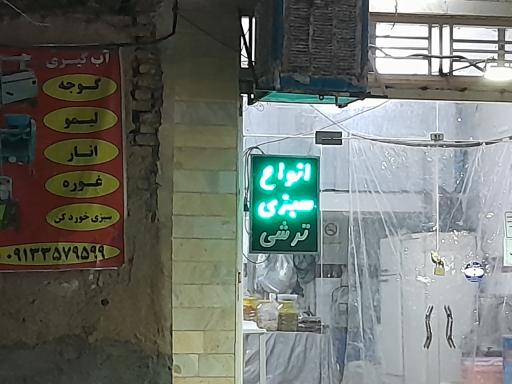 آب گیری
گوجه
لیمو
انار
غوره
سبزی خورد کن
۰۹۱۳۳۵۷۹۵۹۹
انواع
سبزی
ترشی